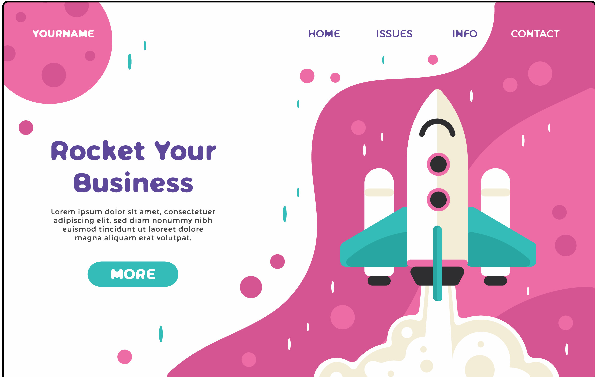 YOURNAME
HOME ISSUES INFO CONTACT
Rocket Your
Business
Lorem ipsum dolor sit amet, consectetuer
adipiscing elit, sed diam nonummy nibh
euismod tincidunt ut laoreet dolore
magna aliquam erat volutpat.
MORE